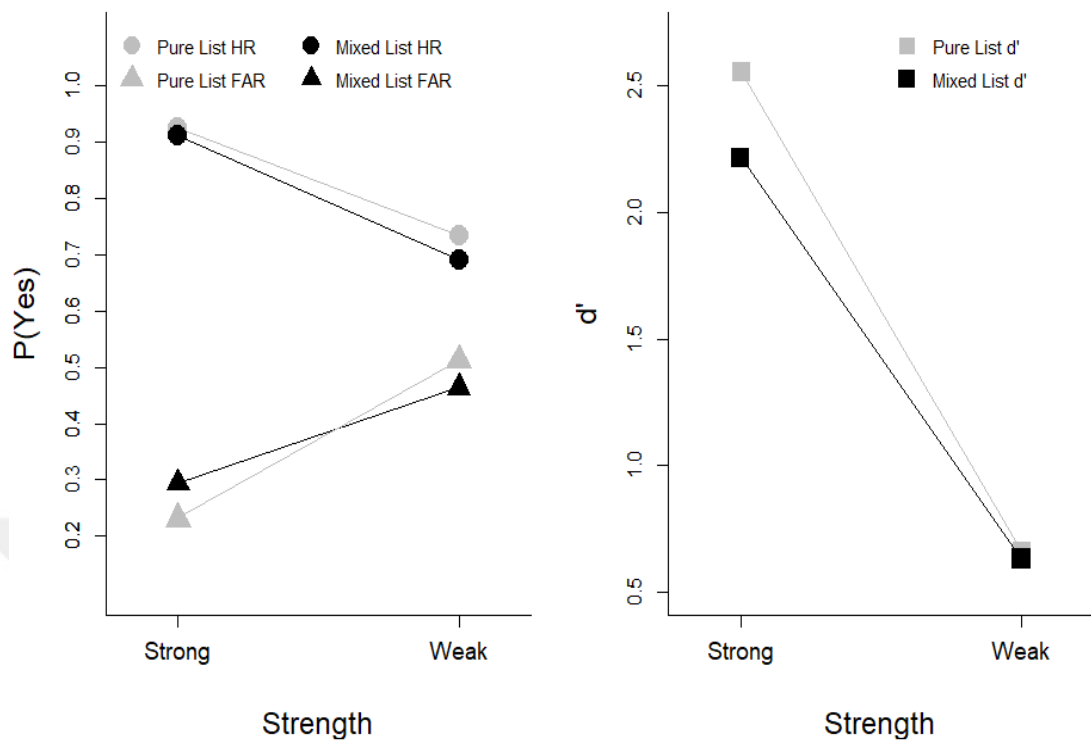 Pure List HR
Mixed List HR
Pure List FAR
Mixed List FAR
1.0
0.9
0.8
0.7
0.6
0.5
0.4
0.3
0.2
P(Yes)
Strong
Weak
Strength
Pure List d'
Mixed List d'
2.5
2.0
1.5
1.0
0.5
d'
Strong
Weak
Strength